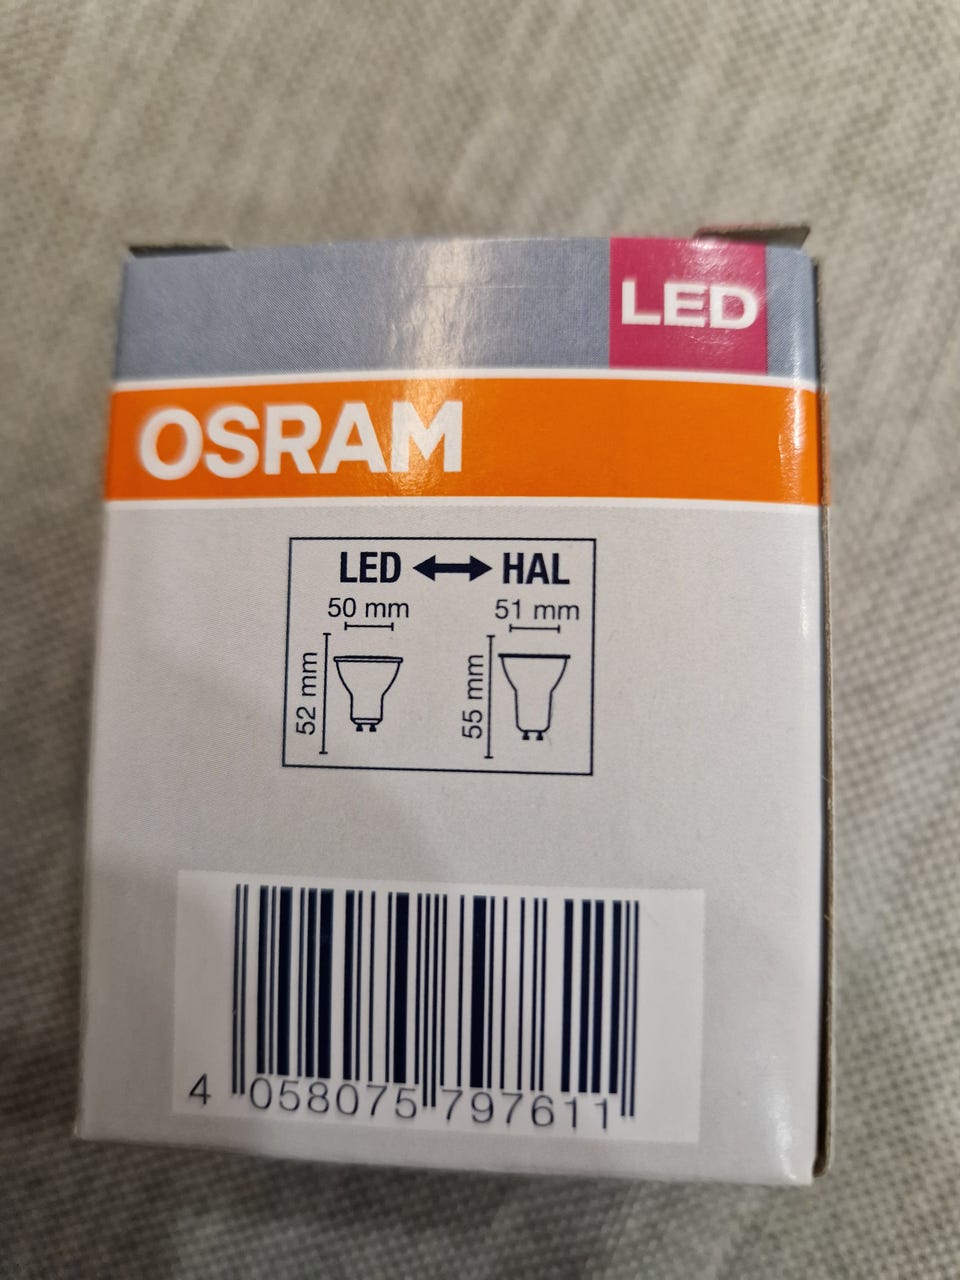 LED
OSRAM
LED ↔ HAL
50 mm 51 mm
52 mm 55 mm
4 058075 797611